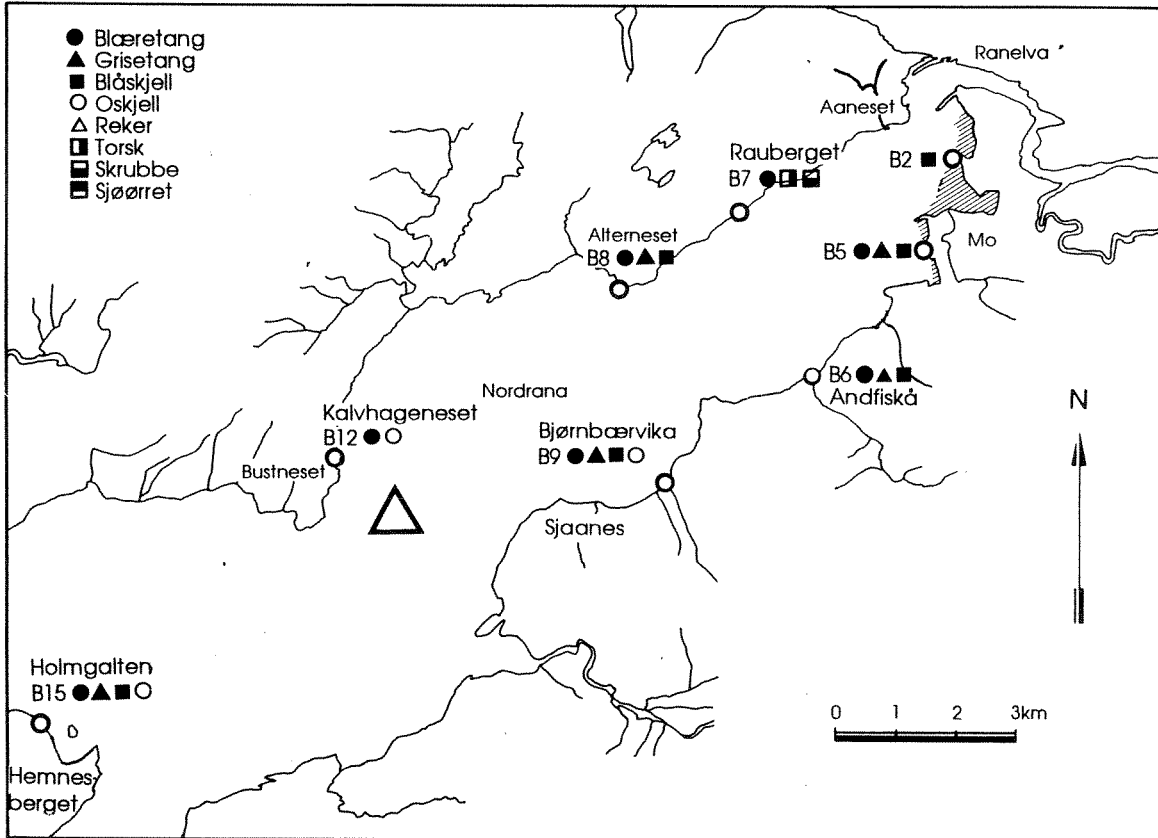 Blæretang
Grisetang
Blåskjell
Oskjell
Reker
Torsk
Skrubbe
Sjøørret
Ranelva
Aaneset
Rauberget
B7
B2
Alterneset
B8
B5
Mo
B6
Andfiskå
Nordrana
Kalvhageneset
B12
Bustneset
Bjørnbærvika
B9
Sjaanes
N
Holmgalten
B15
Hemnes-
berget
0 1 2 3km